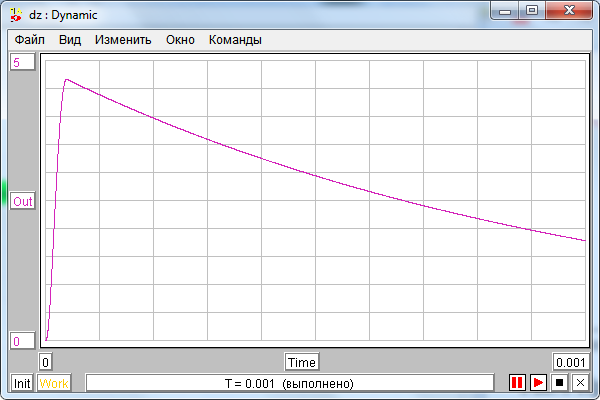 dz : Dynamic
Файл Вид Изменить Окно Команды
5
Out
0
0 Time 0.001
Init Work T = 0.001 (выполнено)